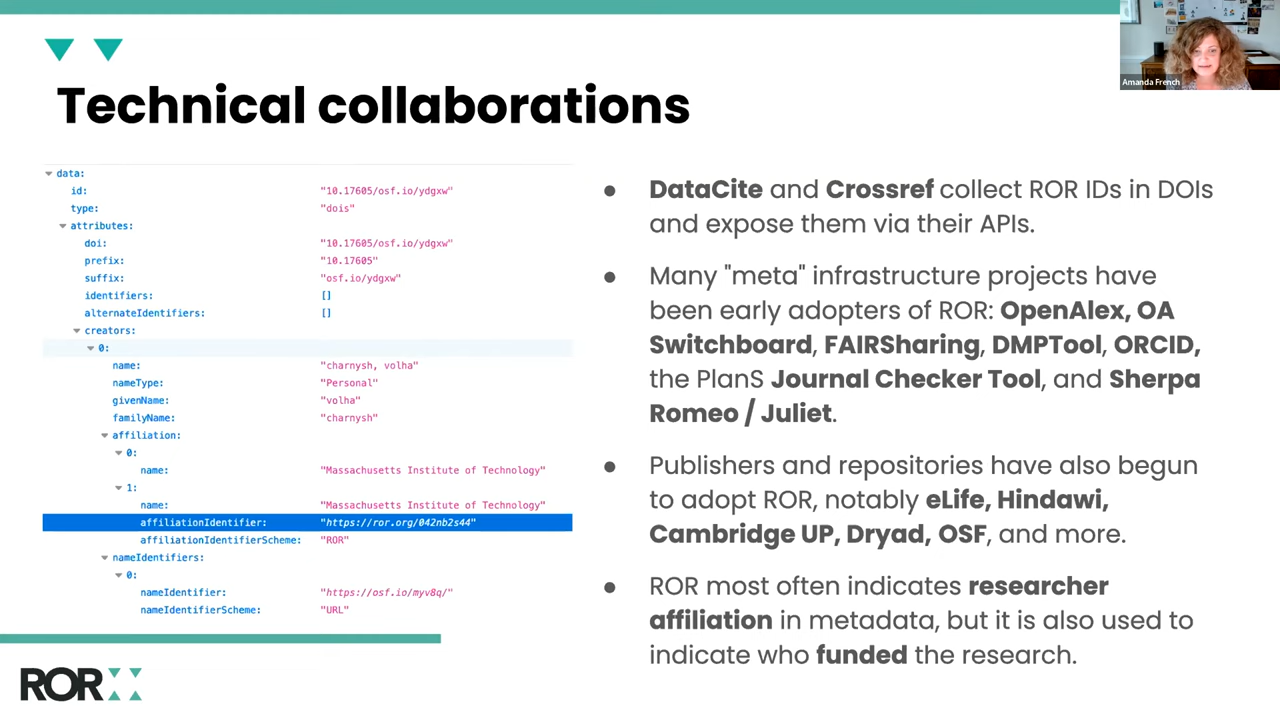 Amanda French
Technical collaborations
data:
id: "10.17605/osf.io/ydgxw"
type: "dois"
attributes:
doi: "10.17605/osf.io/ydgxw"
prefix: "10.17605"
suffix: "osf.io/ydgxw"
identifiers: []
alternateIdentifiers: []
creators:
0:
name: "charnysh, volha"
nameType: "Personal"
givenName: "volha"
familyName: "charnysh"
affiliation:
0:
name: "Massachusetts Institute of Technology"
1:
name: "Massachusetts Institute of Technology"
affiliationIdentifier: "https://ror.org/042nb2s44"
affiliationIdentifierScheme: "ROR"
nameIdentifiers:
0:
nameIdentifier: "https://osf.io/myv8q/"
nameIdentifierScheme: "URL"
● DataCite and Crossref collect ROR IDs in DOIs
and expose them via their APIs.
● Many "meta" infrastructure projects have
been early adopters of ROR: OpenAlex, OA
Switchboard, FAIRSharing, DMPTool, ORCID,
the PlanS Journal Checker Tool, and Sherpa
Romeo / Juliet.
● Publishers and repositories have also begun
to adopt ROR, notably eLife, Hindawi,
Cambridge UP, Dryad, OSF, and more.
● ROR most often indicates researcher
affiliation in metadata, but it is also used to
indicate who funded the research.
ROR